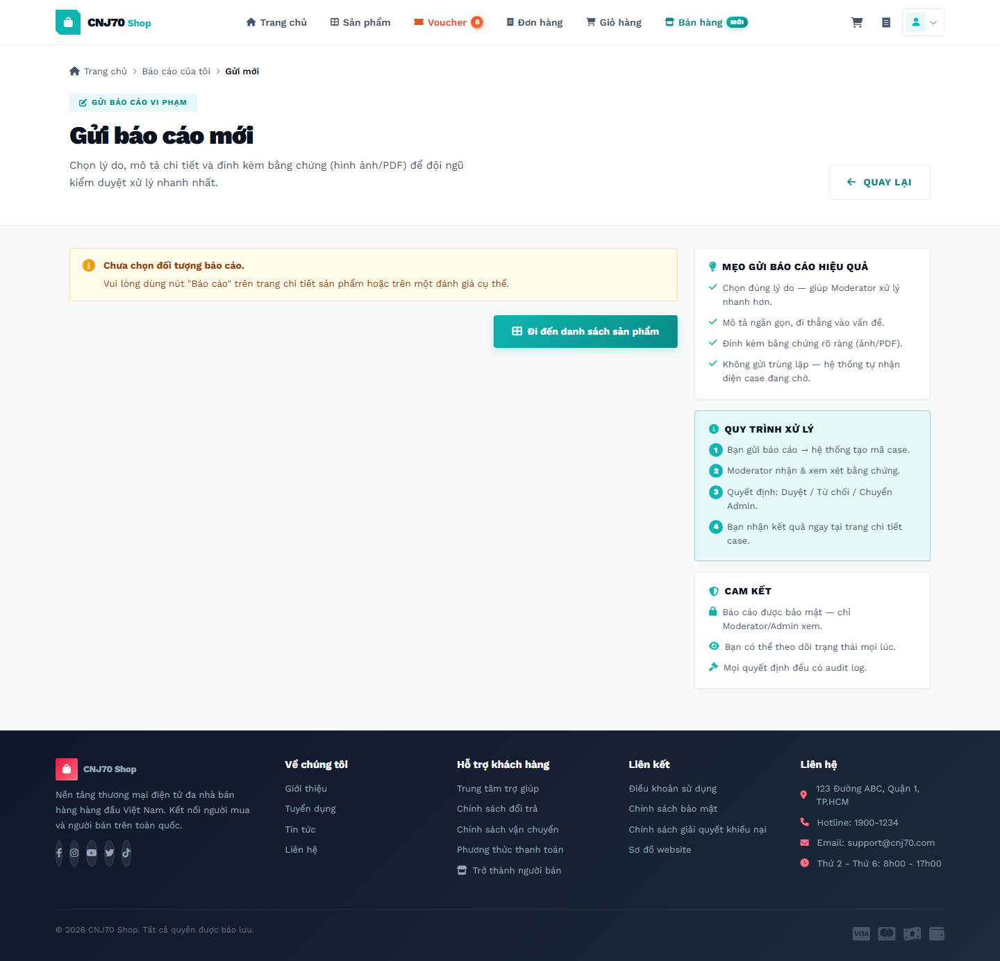 CNJ70 Shop
Trang chủ
Sản phẩm
Voucher 8
Đơn hàng
Giỏ hàng
Bán hàng MỚI
Trang chủ > Báo cáo của tôi > Gửi mới
GỬI BÁO CÁO VI PHẠM
Gửi báo cáo mới
Chọn lý do, mô tả chi tiết và đính kèm bằng chứng (hình ảnh/PDF) để đội ngũ
kiểm duyệt xử lý nhanh nhất.
QUAY LẠI
Chưa chọn đối tượng báo cáo.
Vui lòng dùng nút "Báo cáo" trên trang chi tiết sản phẩm hoặc trên một đánh giá cụ thể.
Đi đến danh sách sản phẩm
MẸO GỬI BÁO CÁO HIỆU QUẢ
Chọn đúng lý do — giúp Moderator xử lý
nhanh hơn.
Mô tả ngắn gọn, đi thẳng vào vấn đề.
Đính kèm bằng chứng rõ ràng (ảnh/PDF).
Không gửi trùng lặp — hệ thống tự nhận
diện case đang chờ.
QUY TRÌNH XỬ LÝ
1 Bạn gửi báo cáo → hệ thống tạo mã case.
2 Moderator nhận & xem xét bằng chứng.
3 Quyết định: Duyệt / Từ chối / Chuyển
Admin.
4 Bạn nhận kết quả ngay tại trang chi tiết
case.
CAM KẾT
Báo cáo được bảo mật — chỉ
Moderator/Admin xem.
Bạn có thể theo dõi trạng thái mọi lúc.
Mọi quyết định đều có audit log.
CNJ70 Shop
Nền tảng thương mại điện tử đa nhà bán
hàng hàng đầu Việt Nam. Kết nối người mua
và người bán trên toàn quốc.
Về chúng tôi
Giới thiệu
Tuyển dụng
Tin tức
Liên hệ
Hỗ trợ khách hàng
Trung tâm trợ giúp
Chính sách đổi trả
Chính sách vận chuyển
Phương thức thanh toán
Trở thành người bán
Liên kết
Điều khoản sử dụng
Chính sách bảo mật
Chính sách giải quyết khiếu nại
Sơ đồ website
Liên hệ
123 Đường ABC, Quận 1,
TP.HCM
Hotline: 1900-1234
Email: support@cnj70.com
Thứ 2 - Thứ 6: 8h00 - 17h00
© 2026 CNJ70 Shop. Tất cả quyền được bảo lưu.
VISA